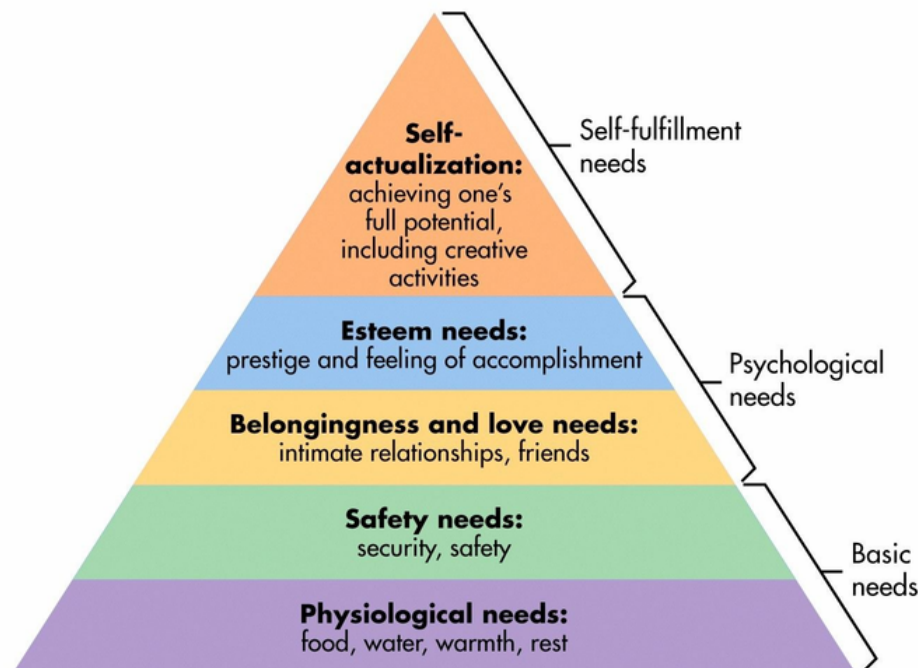 Self-
actualization:
achieving one's
full potential,
including creative
activities
Self-fulfillment
needs
Esteem needs:
prestige and feeling of accomplishment
Psychological
needs
Belongingness and love needs:
intimate relationships, friends
Safety needs:
security, safety
Basic
needs
Physiological needs:
food, water, warmth, rest